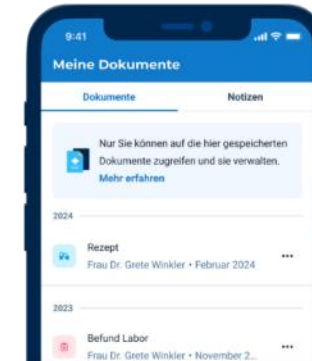 9:41
Meine Dokumente
Dokumente Notizen
Nur Sie können auf die hier gespeicherten
Dokumente zugreifen und sie verwalten.
Mehr erfahren
2024
Rezept
Frau Dr. Grete Winkler • Februar 2024
2023
Befund Labor
Frau Dr. Grete Winkler • November 2...